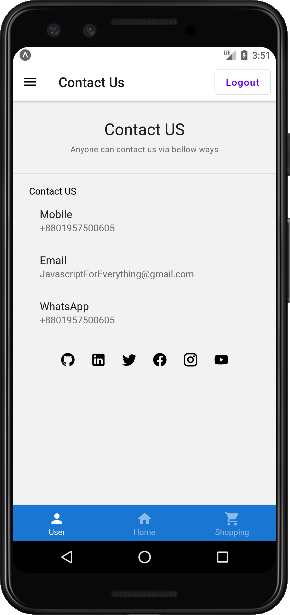 3:51
Contact Us
Logout
Contact US
Anyone can contact us via bellow ways
Contact US
Mobile
+8801957500605
Email
JavascriptForEverything@gmail.com
WhatsApp
+8801957500605
User
Home
Shopping